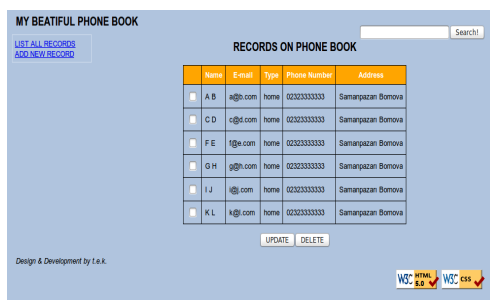 MY BEATIFUL PHONE BOOK
Search!
LIST ALL RECORDS
ADD NEW RECORD
RECORDS ON PHONE BOOK
Name E-mail Type Phone Number Address
A B a@b.com home 02323333333 Samanpazarı Bornova
C D c@d.com home 02323333333 Samanpazarı Bornova
F E f@e.com home 02323333333 Samanpazarı Bornova
G H g@h.com home 02323333333 Samanpazarı Bornova
I J i@j.com home 02323333333 Samanpazarı Bornova
K L k@l.com home 02323333333 Samanpazarı Bornova
UPDATE DELETE
Design & Development by t.e.k.
W3C HTML 5.0 W3C css